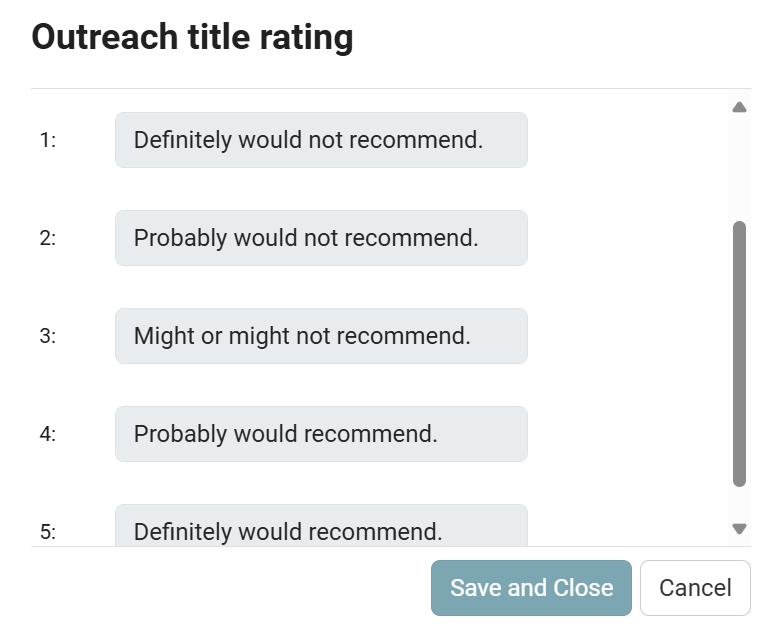 Outreach title rating
1: Definitely would not recommend.
2: Probably would not recommend.
3: Might or might not recommend.
4: Probably would recommend.
5: Definitely would recommend.
Save and Close Cancel